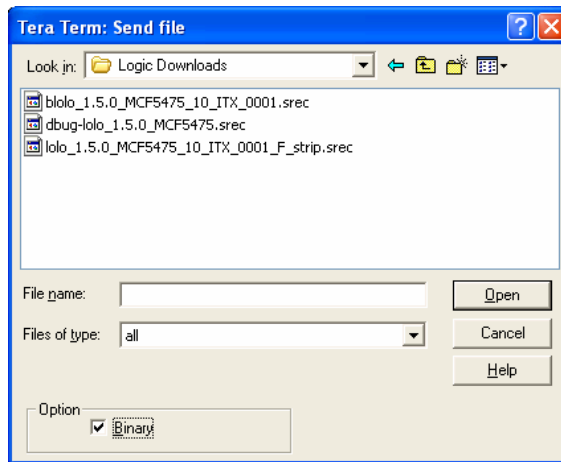 Tera Term: Send file
Look in: Logic Downloads
blolo_1.5.0_MCF5475_10_ITX_0001.srec
dbug-lolo_1.5.0_MCF5475.srec
lolo_1.5.0_MCF5475_10_ITX_0001_F_strip.srec
File name: Open
Files of type: all Cancel
Help
Option
Binary